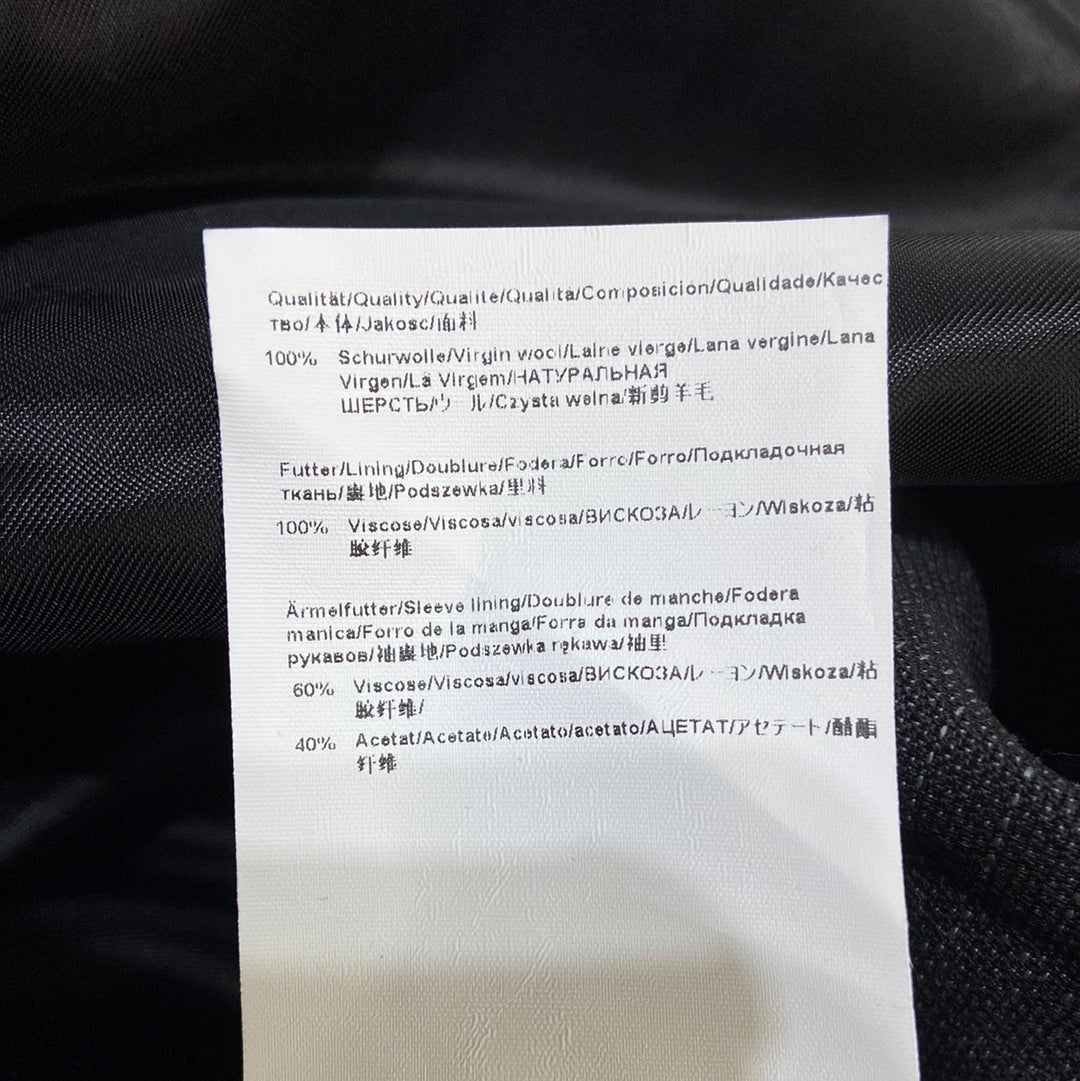 Qualität/Quality/Qualité/Qualità/Composición/Qualidade/Качес
тво/本体/Jakosc/面料
100% Schurwolle/Virgin wool/Laine vierge/Lana vergine/Lana
Virgen/Lã Virgem/НАТУРАЛЬНАЯ
ШЕРСТЬ/ウール/Czysta welna/新剪羊毛
Futter/Lining/Doublure/Fodera/Forro/Forro/Подкладочная
ткань/裏地/Podszewka/里料
100% Viscose/Viscosa/viscosa/ВИСКОЗА/レーヨン/Wiskoza/粘
胶纤维
Ärmelfutter/Sleeve lining/Doublure de manche/Fodera
manica/Forro de la manga/Forra da manga/Подкладка
рукавов/袖裏地/Podszewka rękawa/袖里
60% Viscose/Viscosa/viscosa/ВИСКОЗА/レーヨン/Wiskoza/粘
胶纤维/
40% Acetat/Acetate/Acetato/acetato/АЦЕТАТ/アセテート/醋酯
纤维